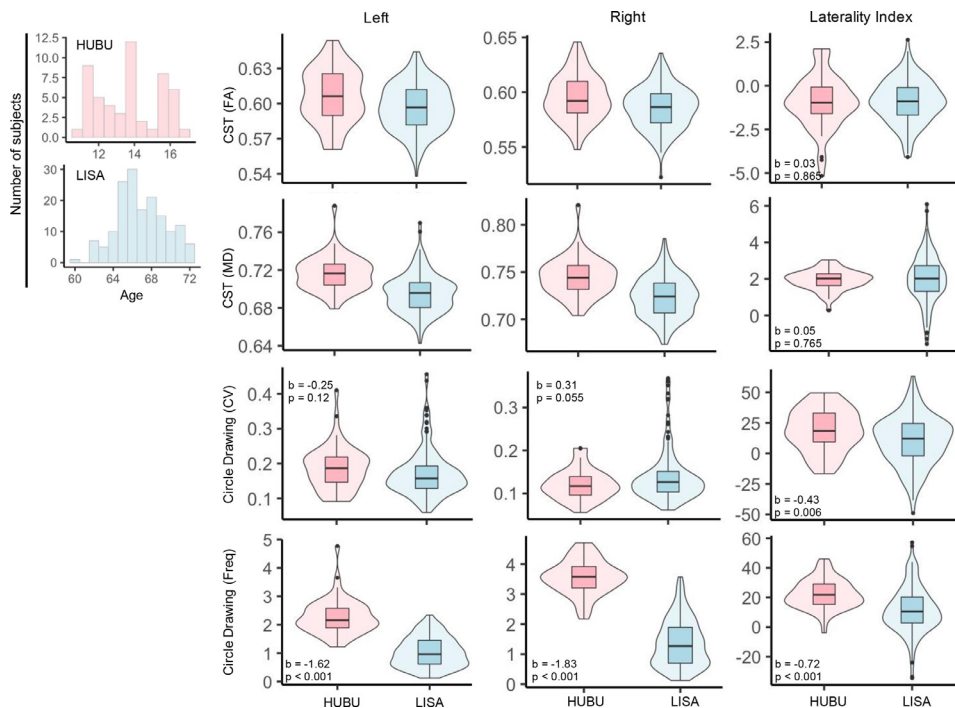 Left
Right
Laterality Index
Number of subjects
HUBU
12.5
10.0
7.5
5.0
2.5
0.0
12
14
16
LISA
30
20
10
0
60
64
68
72
Age
CST (FA)
0.63
0.60
0.57
0.54
0.65
0.60
0.55
2.5
0.0
-2.5
-5.0
b = 0.03
p = 0.865
CST (MD)
0.76
0.72
0.68
0.64
0.80
0.75
0.70
6
4
2
0
b = 0.05
p = 0.765
Circle Drawing (CV)
0.4
0.3
0.2
0.1
b = -0.25
p = 0.12
0.3
0.2
0.1
b = 0.31
p = 0.055
50
25
0
-25
-50
b = -0.43
p = 0.006
Circle Drawing (Freq)
5
4
3
2
1
0
b = -1.62
p < 0.001
4
3
2
1
0
b = -1.83
p < 0.001
60
40
20
0
-20
b = -0.72
p < 0.001
HUBU
LISA
HUBU
LISA
HUBU
LISA